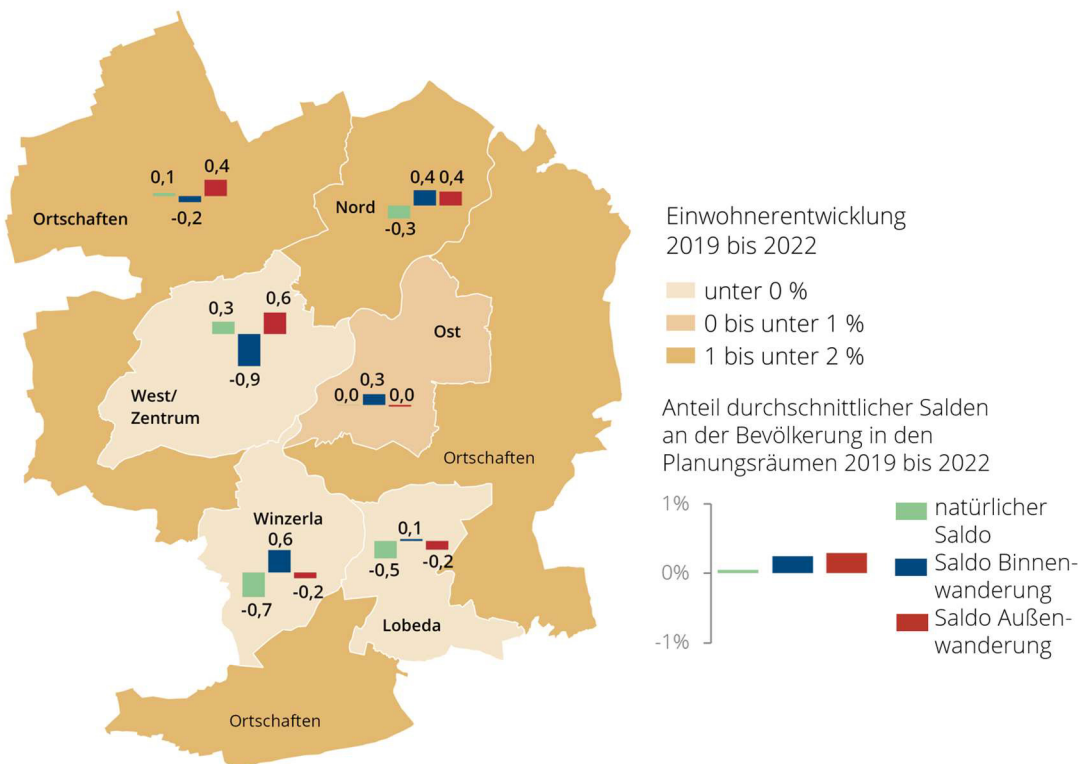 0,1
-0,2
0,4
Ortschaften
0,4 0,4
Nord
-0,3
0,3
0,6
-0,9
West/
Zentrum
Ost
0,3
0,0
0,0
Ortschaften
Winzerla
0,6
-0,7
-0,2
0,1
-0,5
-0,2
Lobeda
Ortschaften
Einwohnerentwicklung
2019 bis 2022
unter 0 %
0 bis unter 1 %
1 bis unter 2 %
Anteil durchschnittlicher Salden
an der Bevölkerung in den
Planungsräumen 2019 bis 2022
1%
0%
-1%
natürlicher
Saldo
Saldo Binnen-
wanderung
Saldo Außen-
wanderung